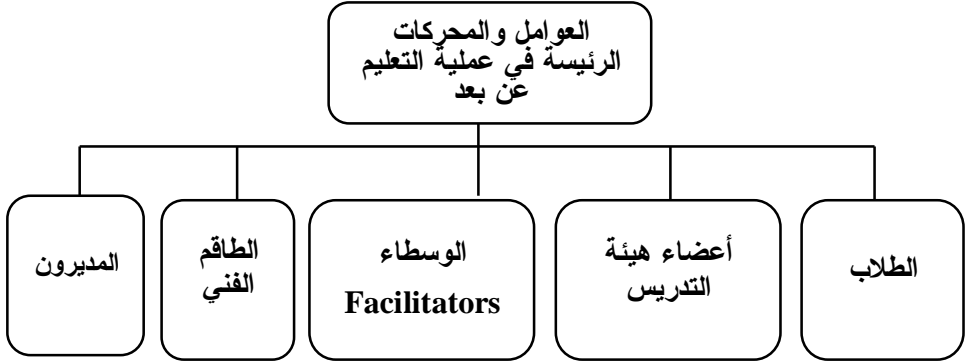 العوامل والمحركات
الرئيسة في عملية التعليم
عن بعد
الطلاب
أعضاء هيئة
التدريس
الوسطاء
Facilitators
الطاقم
الفني
المديرون